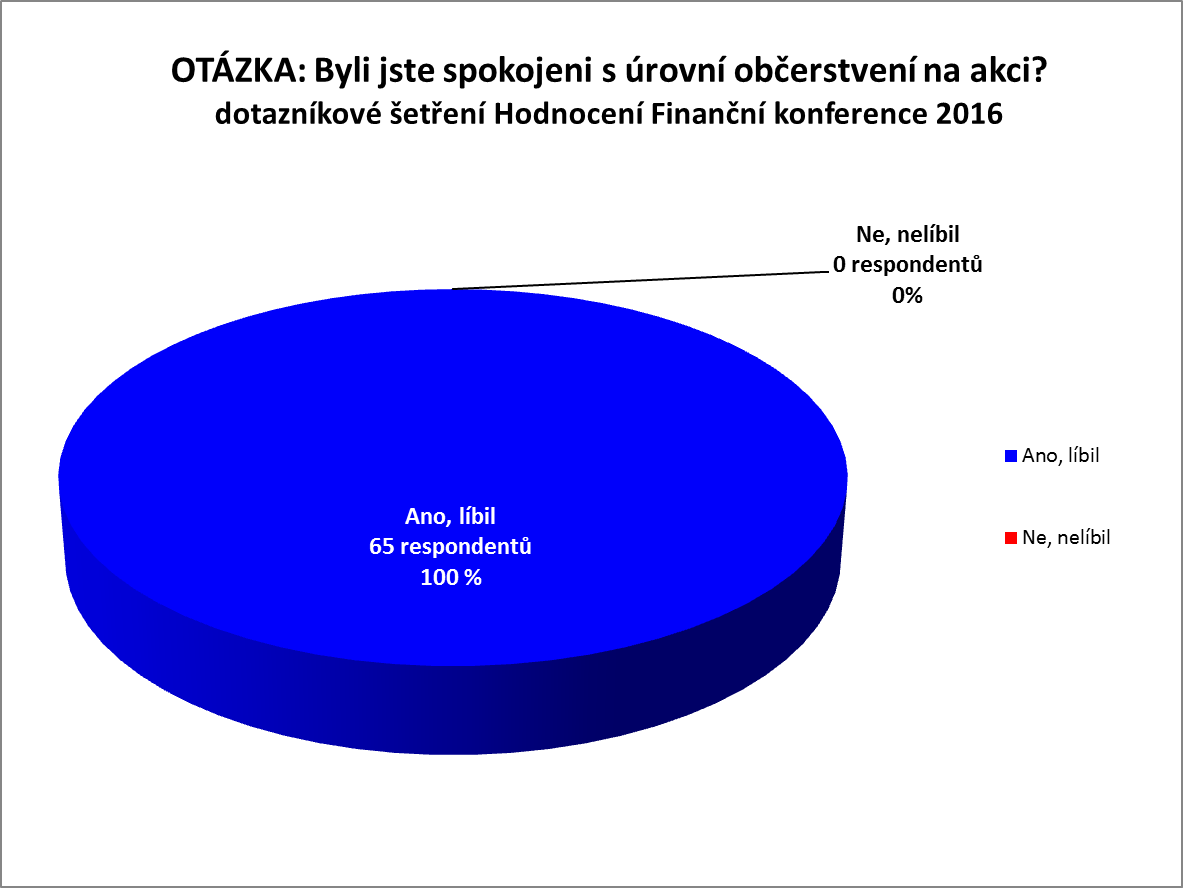 OTÁZKA: Byli jste spokojeni s úrovní občerstvení na akci?
dotazníkové šetření Hodnocení Finanční konference 2016
Ne, nelíbil
0 respondentů
0%
Ano, líbil
65 respondentů
100 %
Ano, líbil
Ne, nelíbil